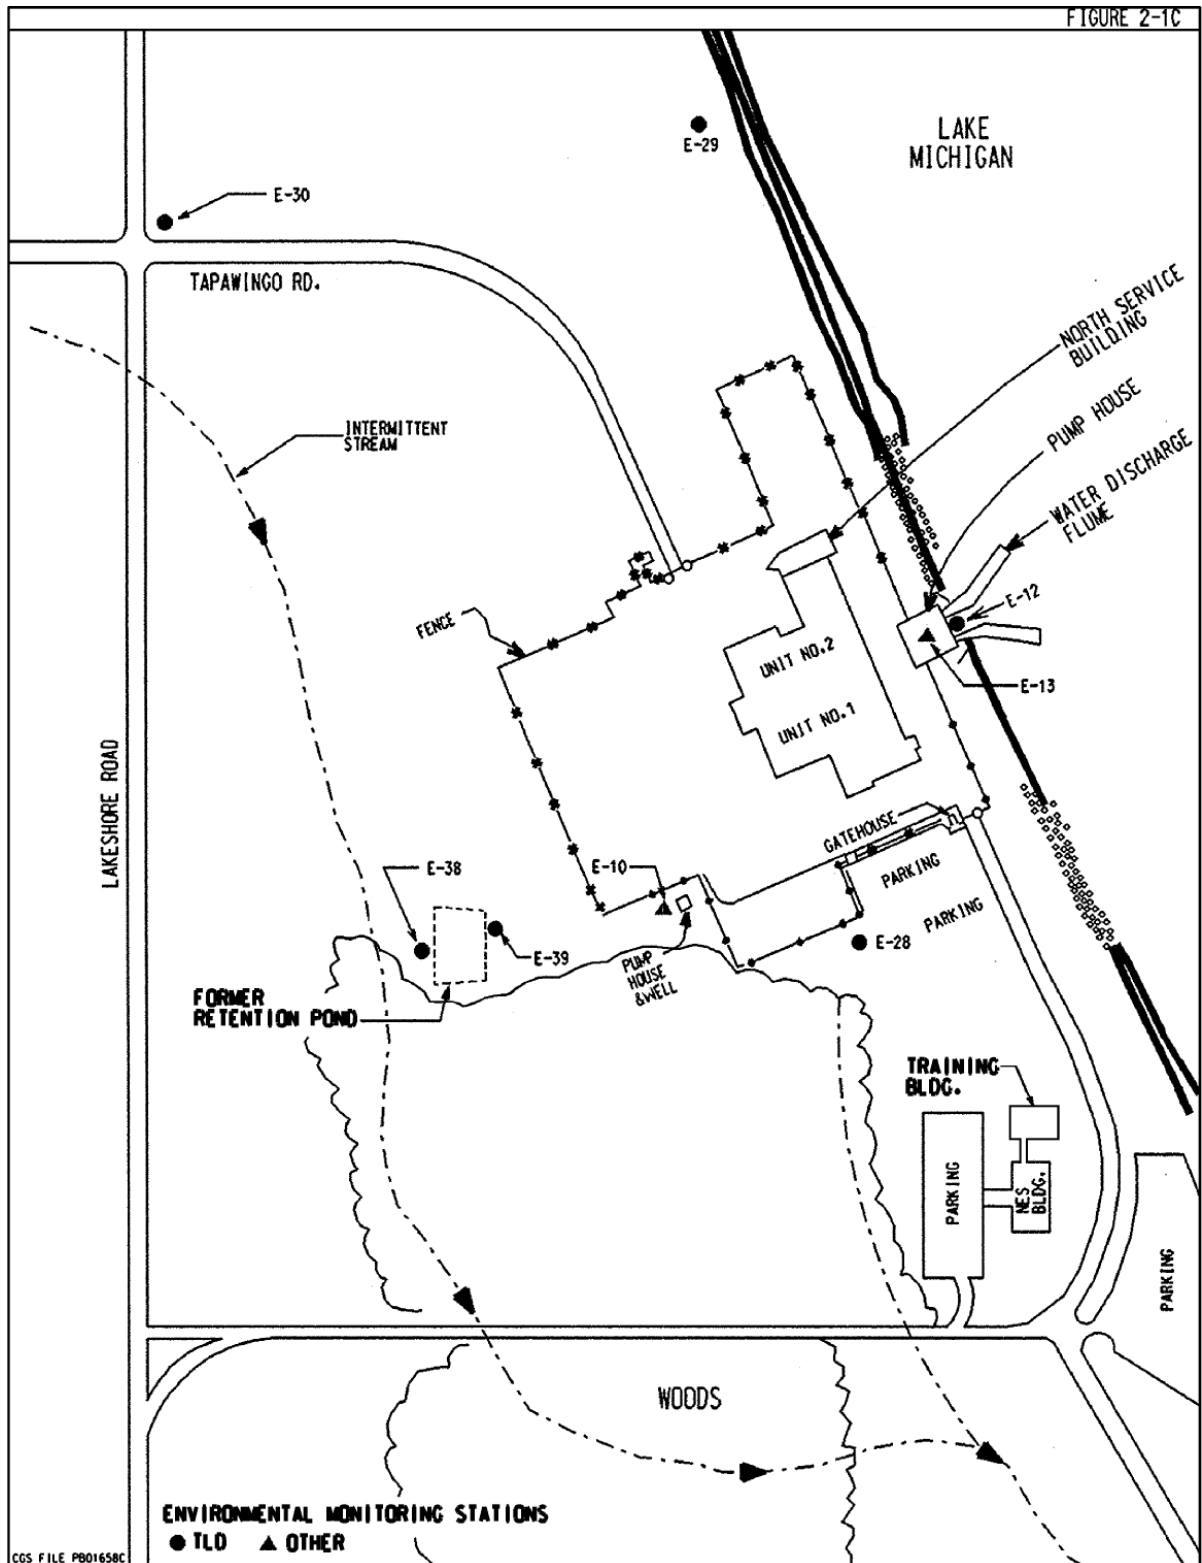 FIGURE 2-1C
LAKE
MICHIGAN
E-29
E-30
TAPAWINGO RD.
NORTH SERVICE
BUILDING
PUMP HOUSE
INTERMITTENT
STREAM
WATER DISCHARGE
FLUME
E-12
FENCE
UNIT NO.2
E-13
UNIT NO.1
LAKESHORE ROAD
GATEHOUSE
E-38
E-10
PARKING
PARKING
E-28
E-39
PUMP
HOUSE
&WELL
FORMER
RETENTION POND
TRAINING
BLDG.
PARKING
NES
BLDG.
PARKING
WOODS
ENVIRONMENTAL MONITORING STATIONS
TLD
OTHER
CGS FILE PB01658C